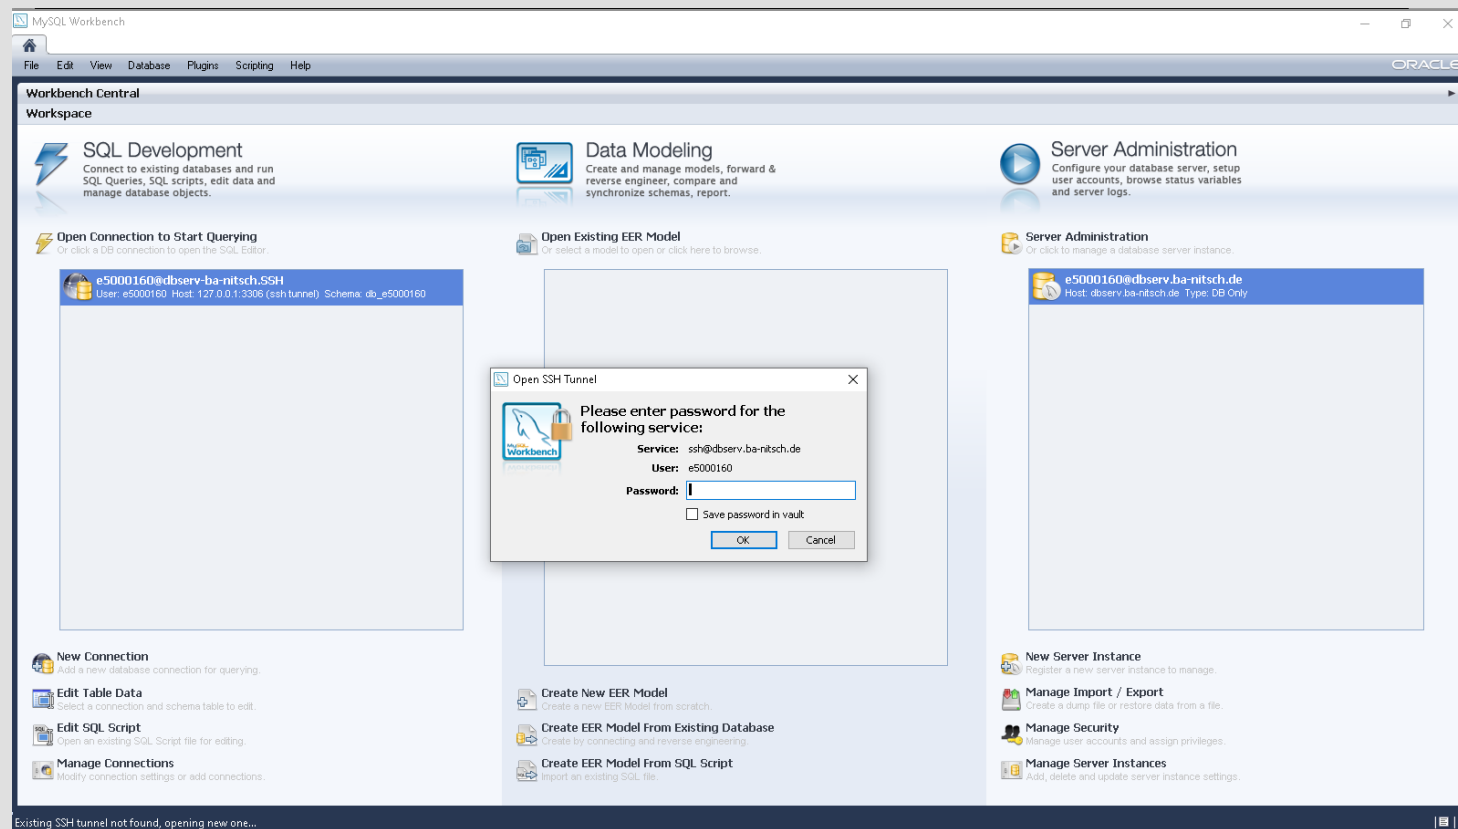 MySQL Workbench
File Edit View Database Plugins Scripting Help
ORACLE
Workbench Central
Workspace
SQL Development
Connect to existing databases and run
SQL Queries, SQL scripts, edit data and
manage database objects.
Data Modeling
Create and manage models, forward &
reverse engineer, compare and
synchronize schemas, report.
Server Administration
Configure your database server, setup
user accounts, browse status variables
and server logs.
Open Connection to Start Querying
Or click a DB connection to open the SQL Editor.
e5000160@dbserv-ba-nitsch.SSH
User: e5000160 Host: 127.0.0.1:3306 (ssh tunnel) Schema: db_e5000160
New Connection
Add a new database connection for querying.
Edit Table Data
Select a connection and schema table to edit.
Edit SQL Script
Open an existing SQL Script file for editing.
Manage Connections
Modify connection settings or add connections.
Open Existing EER Model
Or select a model to open or click here to browse.
Open SSH Tunnel
Please enter password for the
following service:
MySQL
Workbench
Service: ssh@dbserv.ba-nitsch.de
User: e5000160
Password:
Save password in vault
OK Cancel
Create New EER Model
Create a new EER Model from scratch.
Create EER Model From Existing Database
Create by connecting and reverse engineering.
Create EER Model From SQL Script
Import an existing SQL file.
Server Administration
Or click to manage a database server instance.
e5000160@dbserv.ba-nitsch.de
Host: dbserv.ba-nitsch.de Type: DB Only
New Server Instance
Register a new server instance to manage.
Manage Import / Export
Create a dump file or restore data from a file.
Manage Security
Manage user accounts and assign privileges.
Manage Server Instances
Add, delete and update server instance settings.
Existing SSH tunnel not found, opening new one...